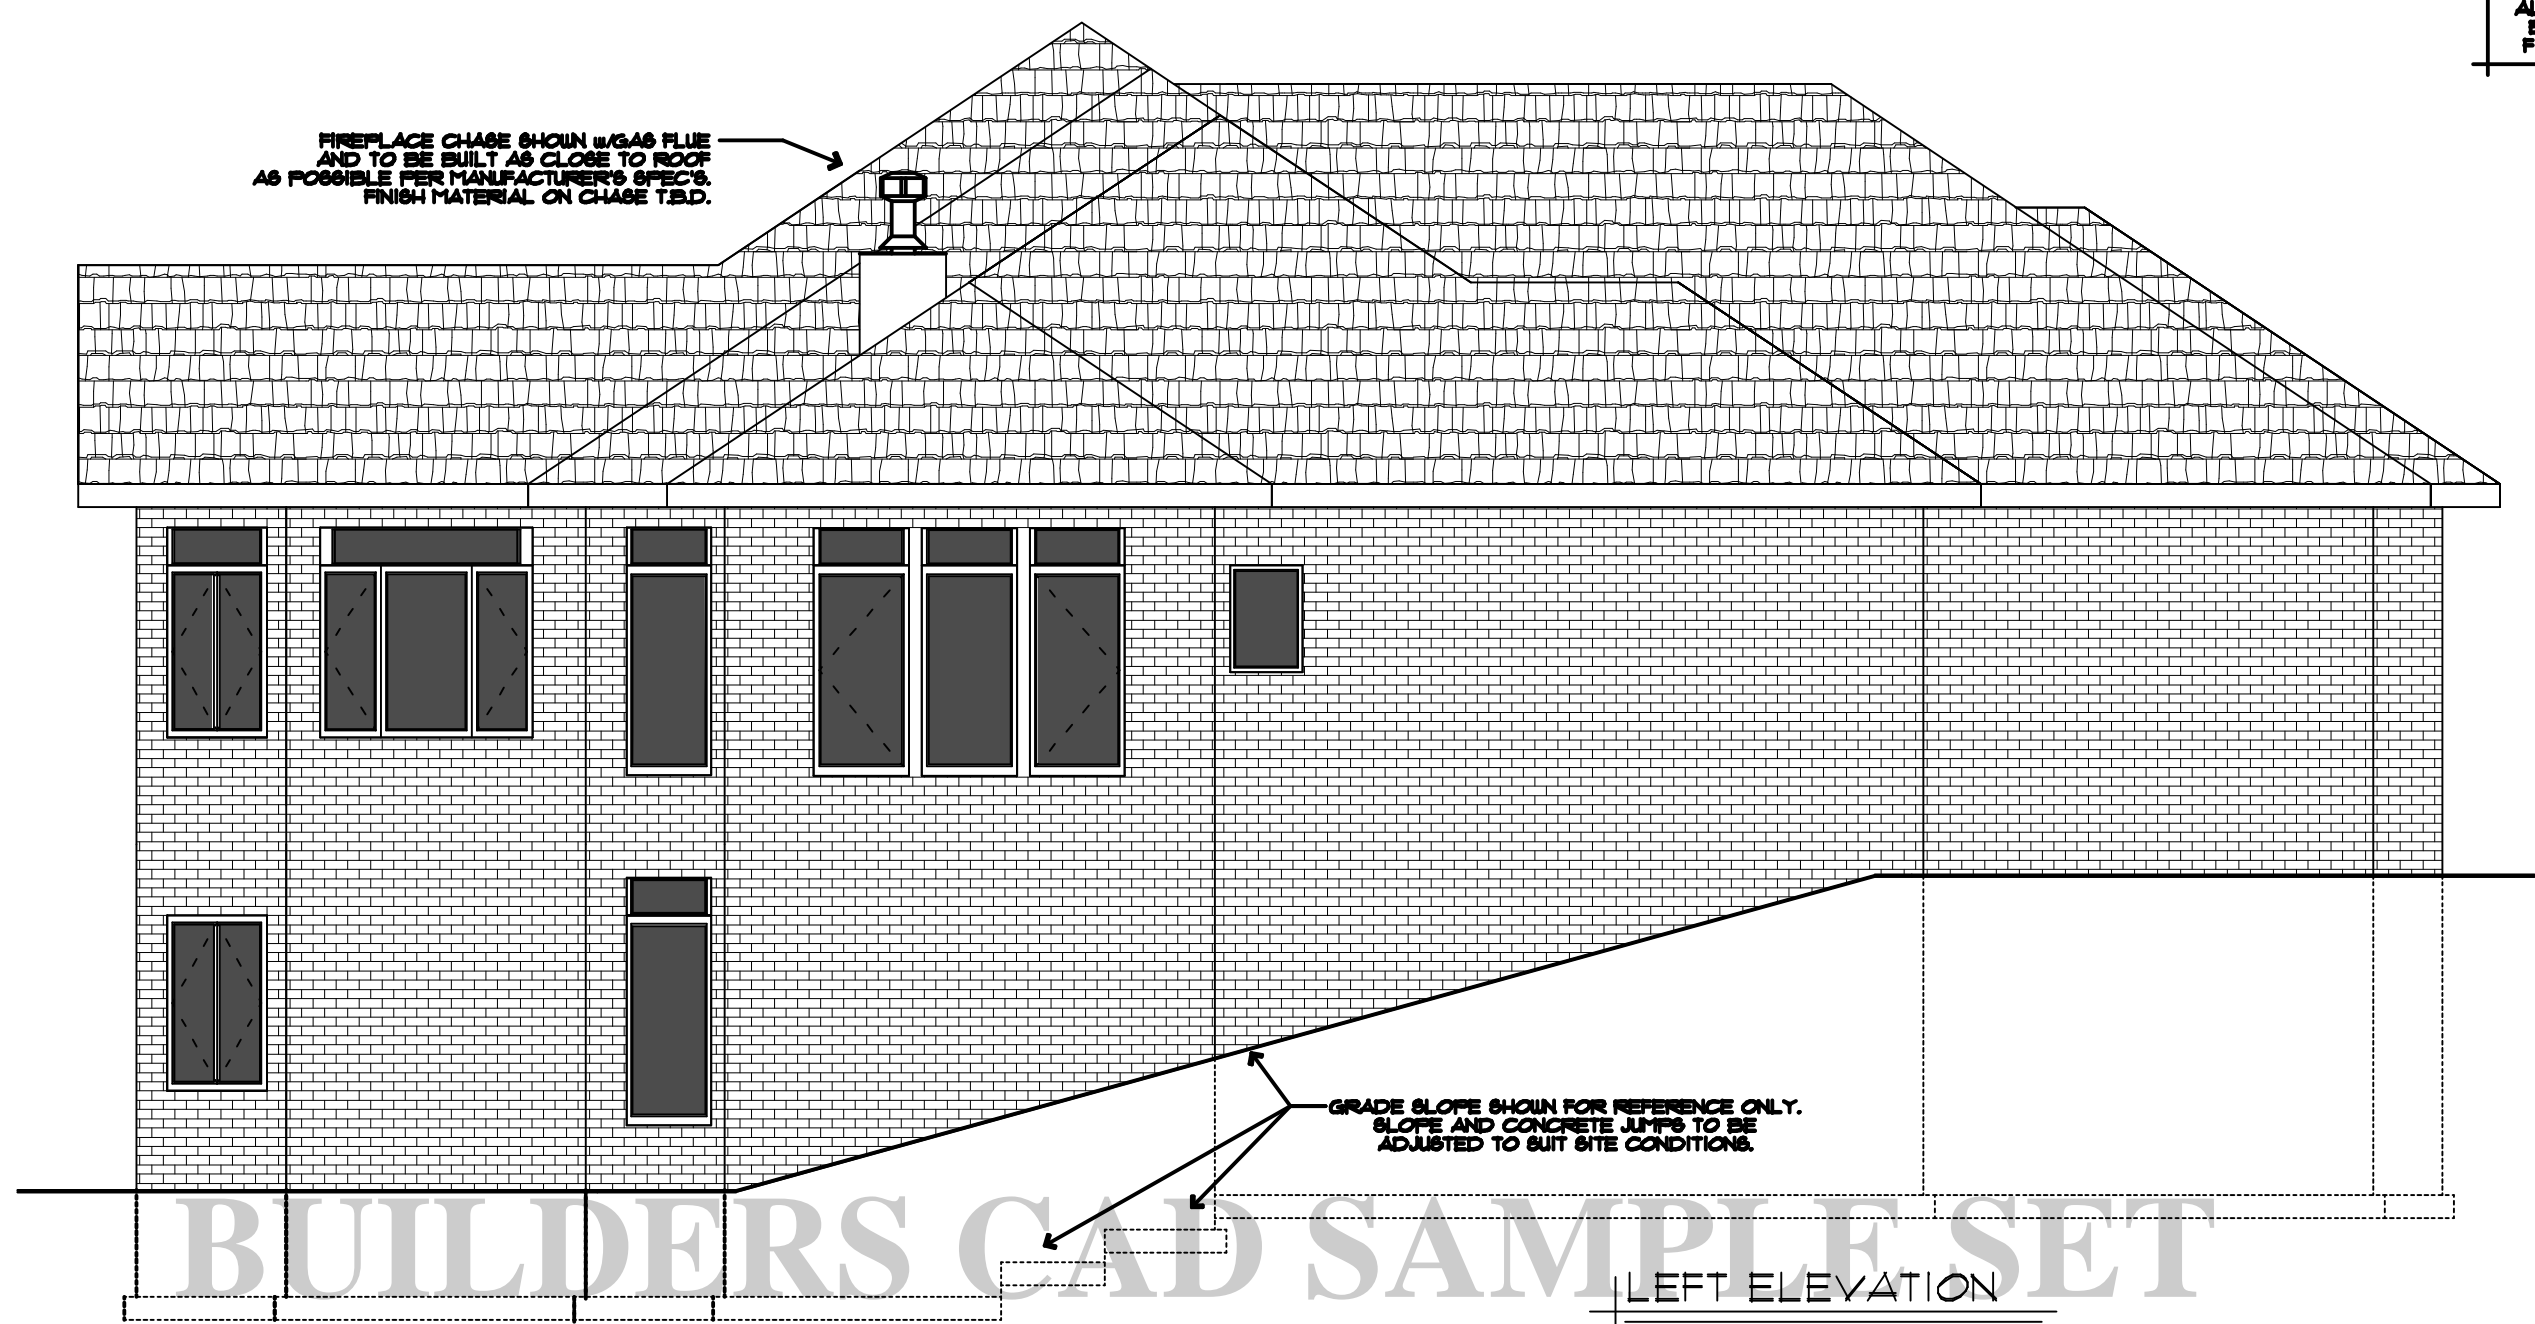 FIREPLACE CHASE SHOWN w/GAS FLUE
AND TO BE BUILT AS CLOSE TO ROOF
AS POSSIBLE PER MANUFACTURER'S SPEC'S.
FINISH MATERIAL ON CHASE T.B.D.
GRADE SLOPE SHOWN FOR REFERENCE ONLY.
SLOPE AND CONCRETE JUMPS TO BE
ADJUSTED TO SUIT SITE CONDITIONS.
BUILDERS CAD SAMPLE SET
LEFT ELEVATION